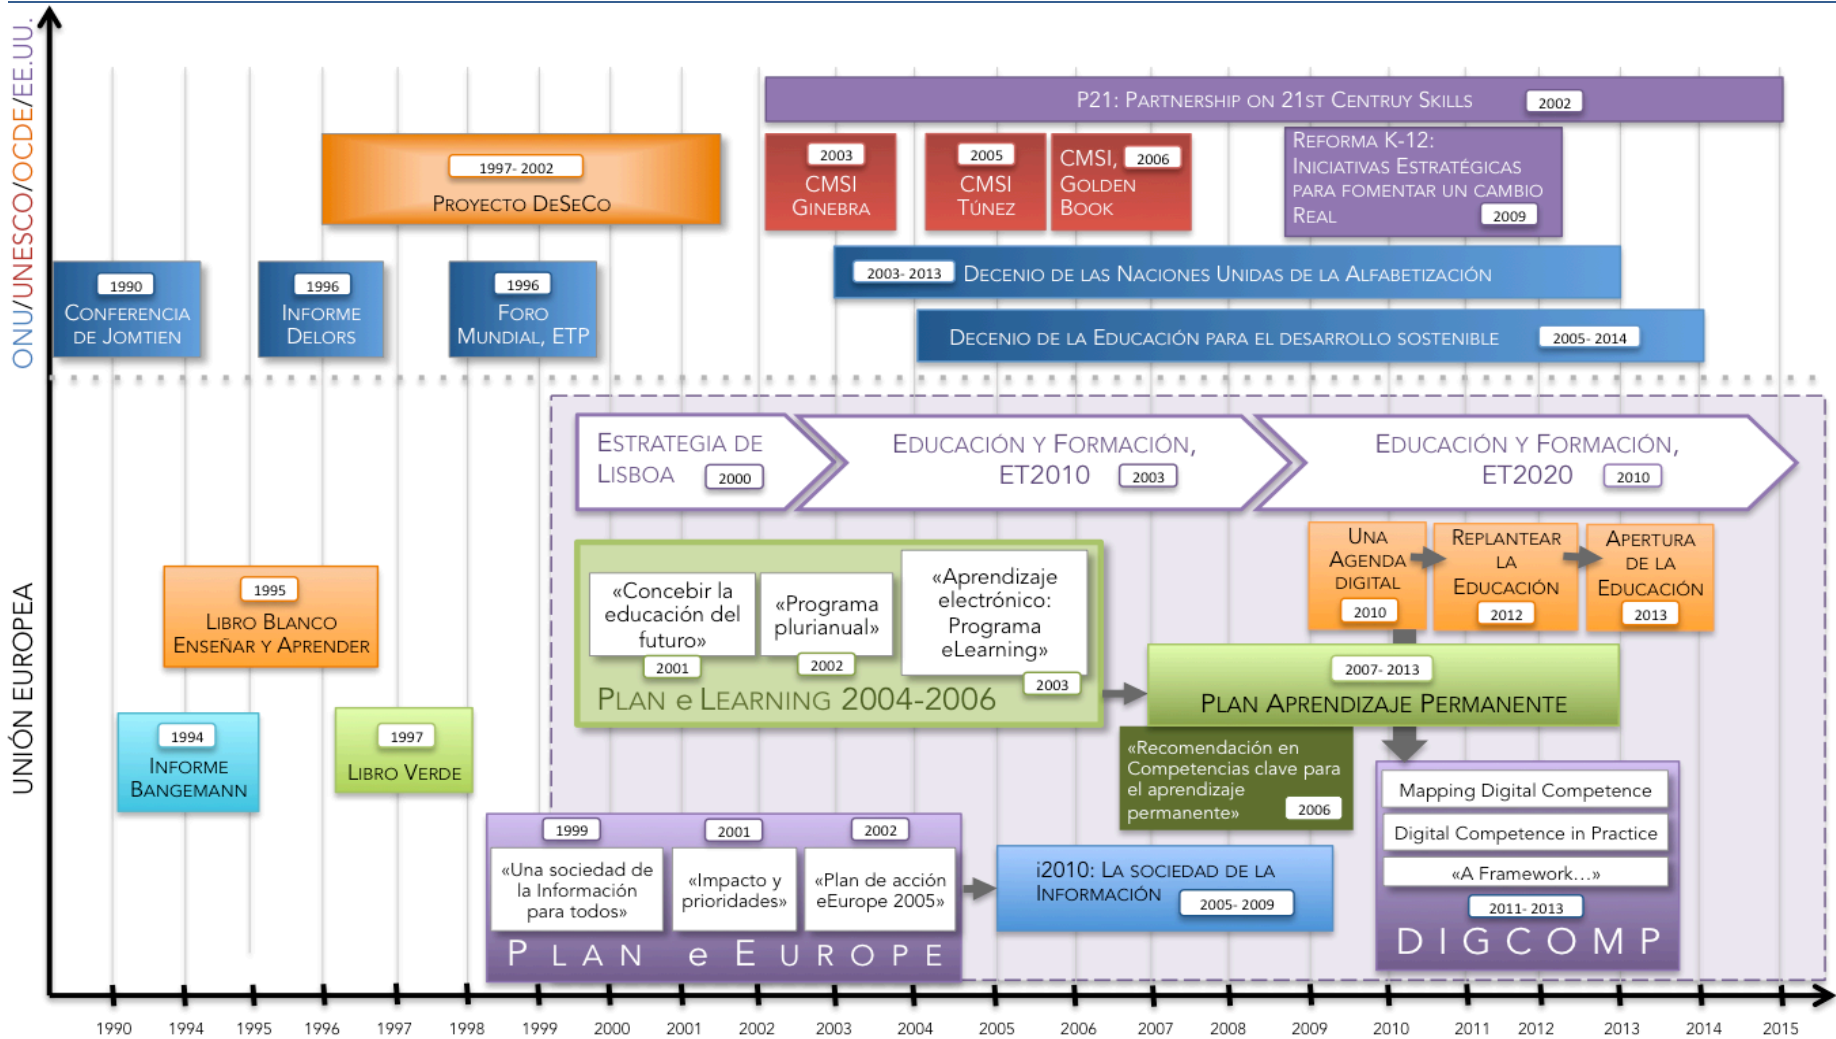 ONU/UNESCO/OCDE/EE.UU.
P21: Partnership on 21st Centruy Skills
2002
1997- 2002
Proyecto DeSeCo
2003
CMSI
Ginebra
2005
CMSI
Túnez
CMSI,
2006
Golden
Book
Reforma K-12:
Iniciativas Estratégicas
para fomentar un cambio
Real
2009
2003- 2013
Decenio de las Naciones Unidas de la Alfabetización
1990
Conferencia
de Jomtien
1996
Informe
Delors
1996
Foro
Mundial, ETP
Decenio de la Educación para el desarrollo sostenible
2005- 2014
UNIÓN EUROPEA
Estrategia de
Lisboa
2000
Educación y Formación,
ET2010
2003
Educación y Formación,
ET2020
2010
1995
Libro Blanco
Enseñar y Aprender
«Concebir la
educación del
futuro»
2001
«Programa
plurianual»
2002
«Aprendizaje
electrónico:
Programa
eLearning»
2003
Plan e Learning 2004-2006
Una
Agenda
digital
2010
Replantear
la
Educación
2012
Apertura
de la
Educación
2013
2007- 2013
Plan Aprendizaje Permanente
1994
Informe
Bangemann
1997
Libro Verde
«Recomendación en
Competencias clave para
el aprendizaje
permanente»
2006
Mapping Digital Competence
Digital Competence in Practice
«A Framework...»
2011- 2013
DIGCOMP
1999
«Una sociedad de
la Información
para todos»
2001
«Impacto y
prioridades»
2002
«Plan de acción
eEurope 2005»
Plan e Europe
i2010: La sociedad de la
Información
2005- 2009
1990 1994 1995 1996 1997 1998 1999 2000 2001 2002 2003 2004 2005 2006 2007 2008 2009 2010 2011 2012 2013 2014 2015